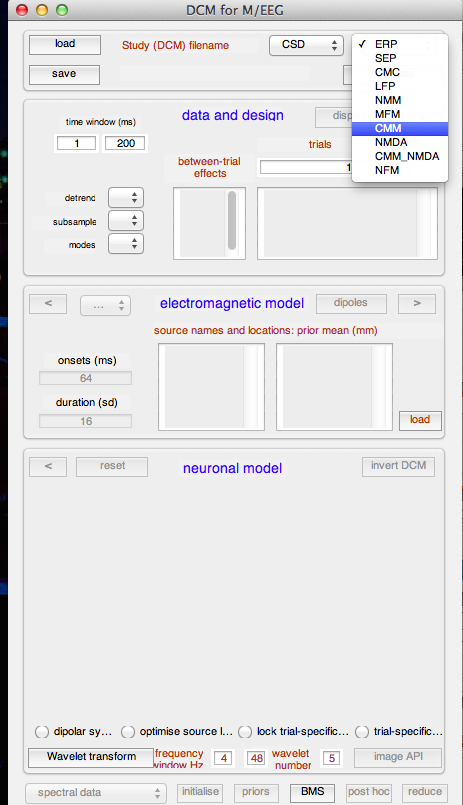 DCM for M/EEG
load
Study (DCM) filename
CSD
✓ ERP
SEP
CMC
LFP
NMM
MFM
CMM
NMDA
CMM_NMDA
NFM
save
data and design
time window (ms)
1
200
trials
between-trial
effects
1
detrend
subsample
modes
<
...
electromagnetic model
dipoles
>
source names and locations: prior mean (mm)
onsets (ms)
64
duration (sd)
16
load
<
reset
neuronal model
invert DCM
dipolar sy...
optimise source l...
lock trial-specific...
trial-specific...
Wavelet transform
frequency
window Hz
4
48
wavelet
number
5
image API
spectral data
initialise
priors
BMS
post hoc
reduce